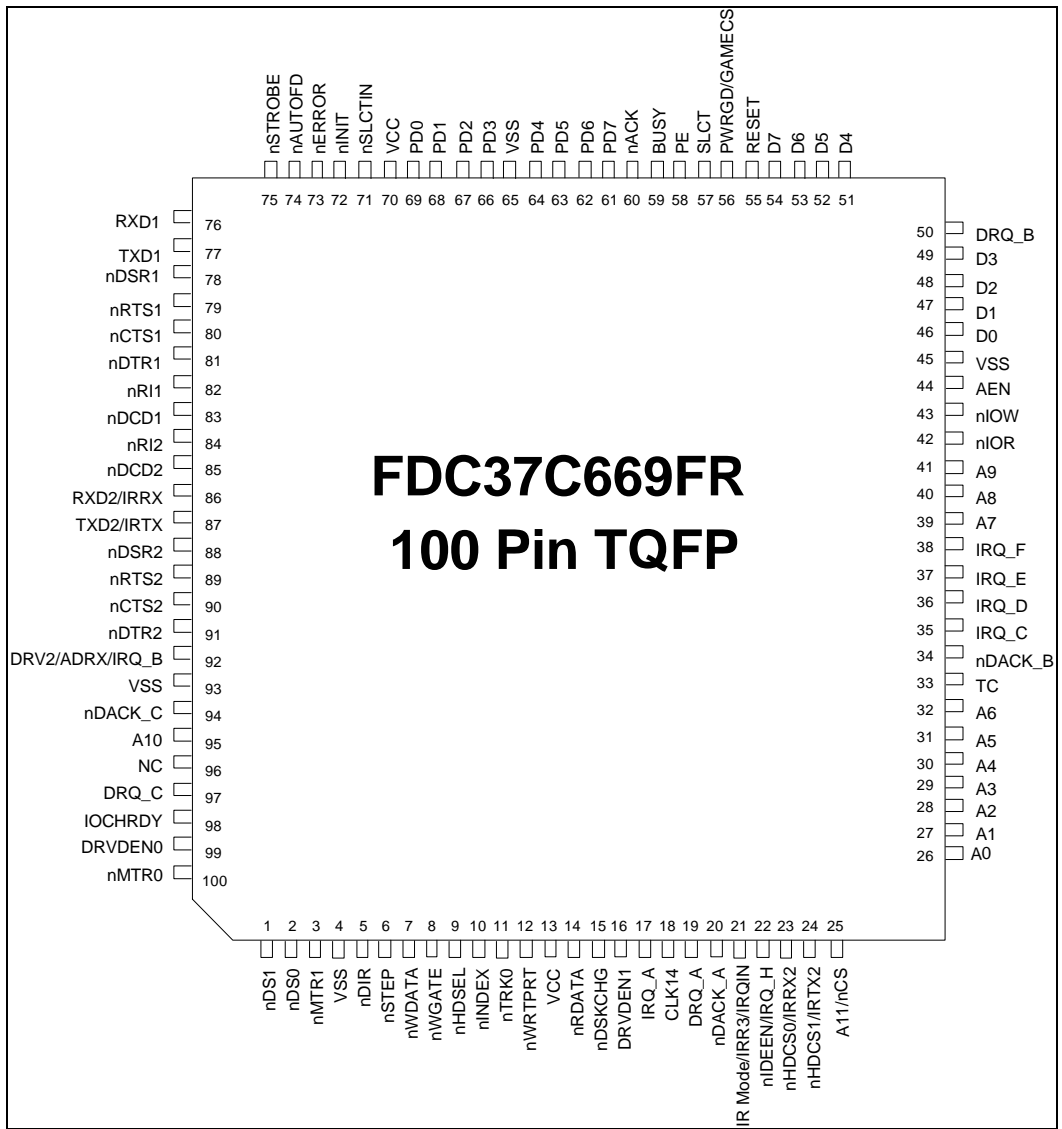 nSTROBE
nAUTOFD
nERROR
nINIT
nSLCTIN
VCC
PD0
PD1
PD2
PD3
VSS
PD4
PD5
PD6
PD7
nACK
BUSY
PE
SLCT
PWRGD/GAMECS
RESET
D7
D6
D5
D4
75 74 73 72 71 70 69 68 67 66 65 64 63 62 61 60 59 58 57 56 55 54 53 52 51
RXD1 76
TXD1 77
nDSR1 78
nRTS1 79
nCTS1 80
nDTR1 81
nRI1 82
nDCD1 83
nRI2 84
nDCD2 85
RXD2/IRRX 86
TXD2/IRTX 87
nDSR2 88
nRTS2 89
nCTS2 90
nDTR2 91
DRV2/ADRX/IRQ_B 92
VSS 93
nDACK_C 94
A10 95
NC 96
DRQ_C 97
IOCHRDY 98
DRVDEN0 99
nMTR0 100
FDC37C669FR
100 Pin TQFP
50 DRQ_B
49 D3
48 D2
47 D1
46 D0
45 VSS
44 AEN
43 nIOW
42 nIOR
41 A9
40 A8
39 A7
38 IRQ_F
37 IRQ_E
36 IRQ_D
35 IRQ_C
34 nDACK_B
33 TC
32 A6
31 A5
30 A4
29 A3
28 A2
27 A1
26 A0
1 2 3 4 5 6 7 8 9 10 11 12 13 14 15 16 17 18 19 20 21 22 23 24 25
nDS1
nDS0
nMTR1
VSS
nDIR
nSTEP
nWDATA
nWGATE
nHDSEL
nINDEX
nTRK0
nWRTPRT
VCC
nRDATA
nDSKCHG
DRVDEN1
IRQ_A
CLK14
DRQ_A
nDACK_A
IR Mode/IRR3/IRQIN
nIDEEN/IRQ_H
nHDCS0/IRRX2
nHDCS1/IRTX2
A11/nCS